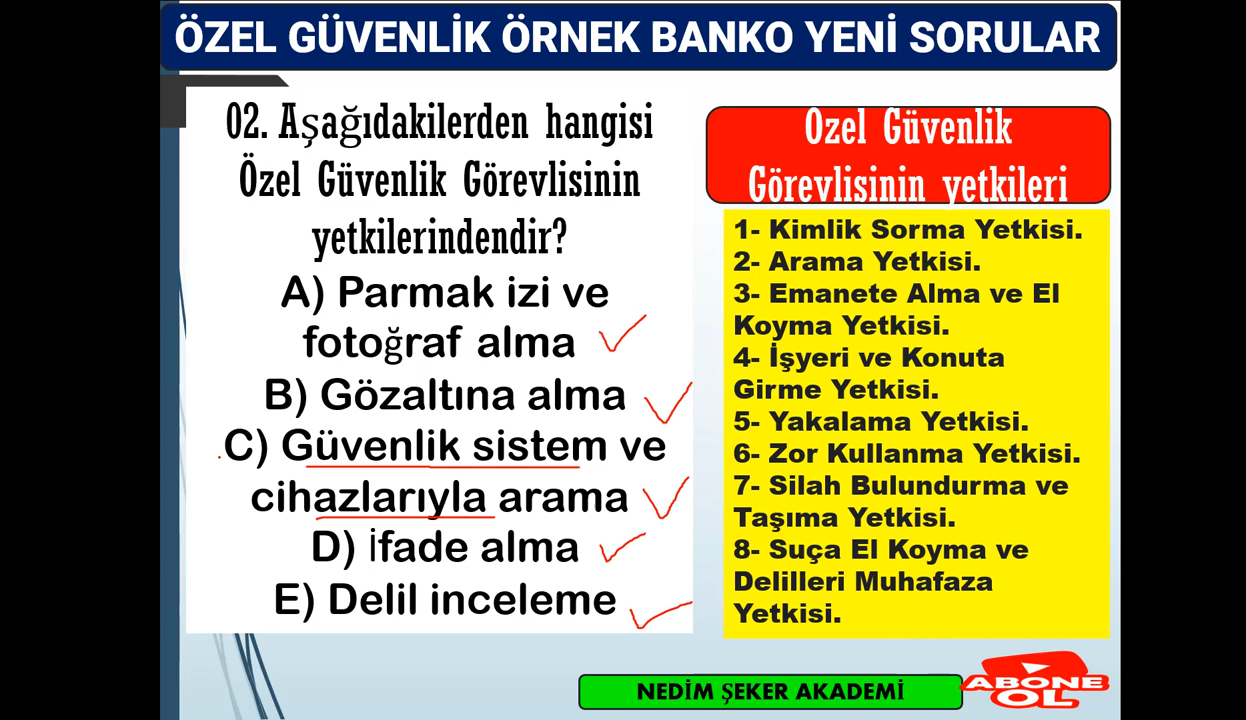 ÖZEL GÜVENLİK ÖRNEK BANKO YENİ SORULAR
02. Aşağıdakilerden hangisi
Özel Güvenlik Görevlisinin
yetkilerindendir?
A) Parmak izi ve
fotoğraf alma
B) Gözaltına alma
C) Güvenlik sistem ve
cihazlarıyla arama
D) İfade alma
E) Delil inceleme
Ozel Güvenlik
Görevlisinin yetkileri
1- Kimlik Sorma Yetkisi.
2- Arama Yetkisi.
3- Emanete Alma ve El
Koyma Yetkisi.
4- İşyeri ve Konuta
Girme Yetkisi.
5- Yakalama Yetkisi.
6- Zor Kullanma Yetkisi.
7- Silah Bulundurma ve
Taşıma Yetkisi.
8- Suça El Koyma ve
Delilleri Muhafaza
Yetkisi.
NEDİM ŞEKER AKADEMİ
ABONE
OL